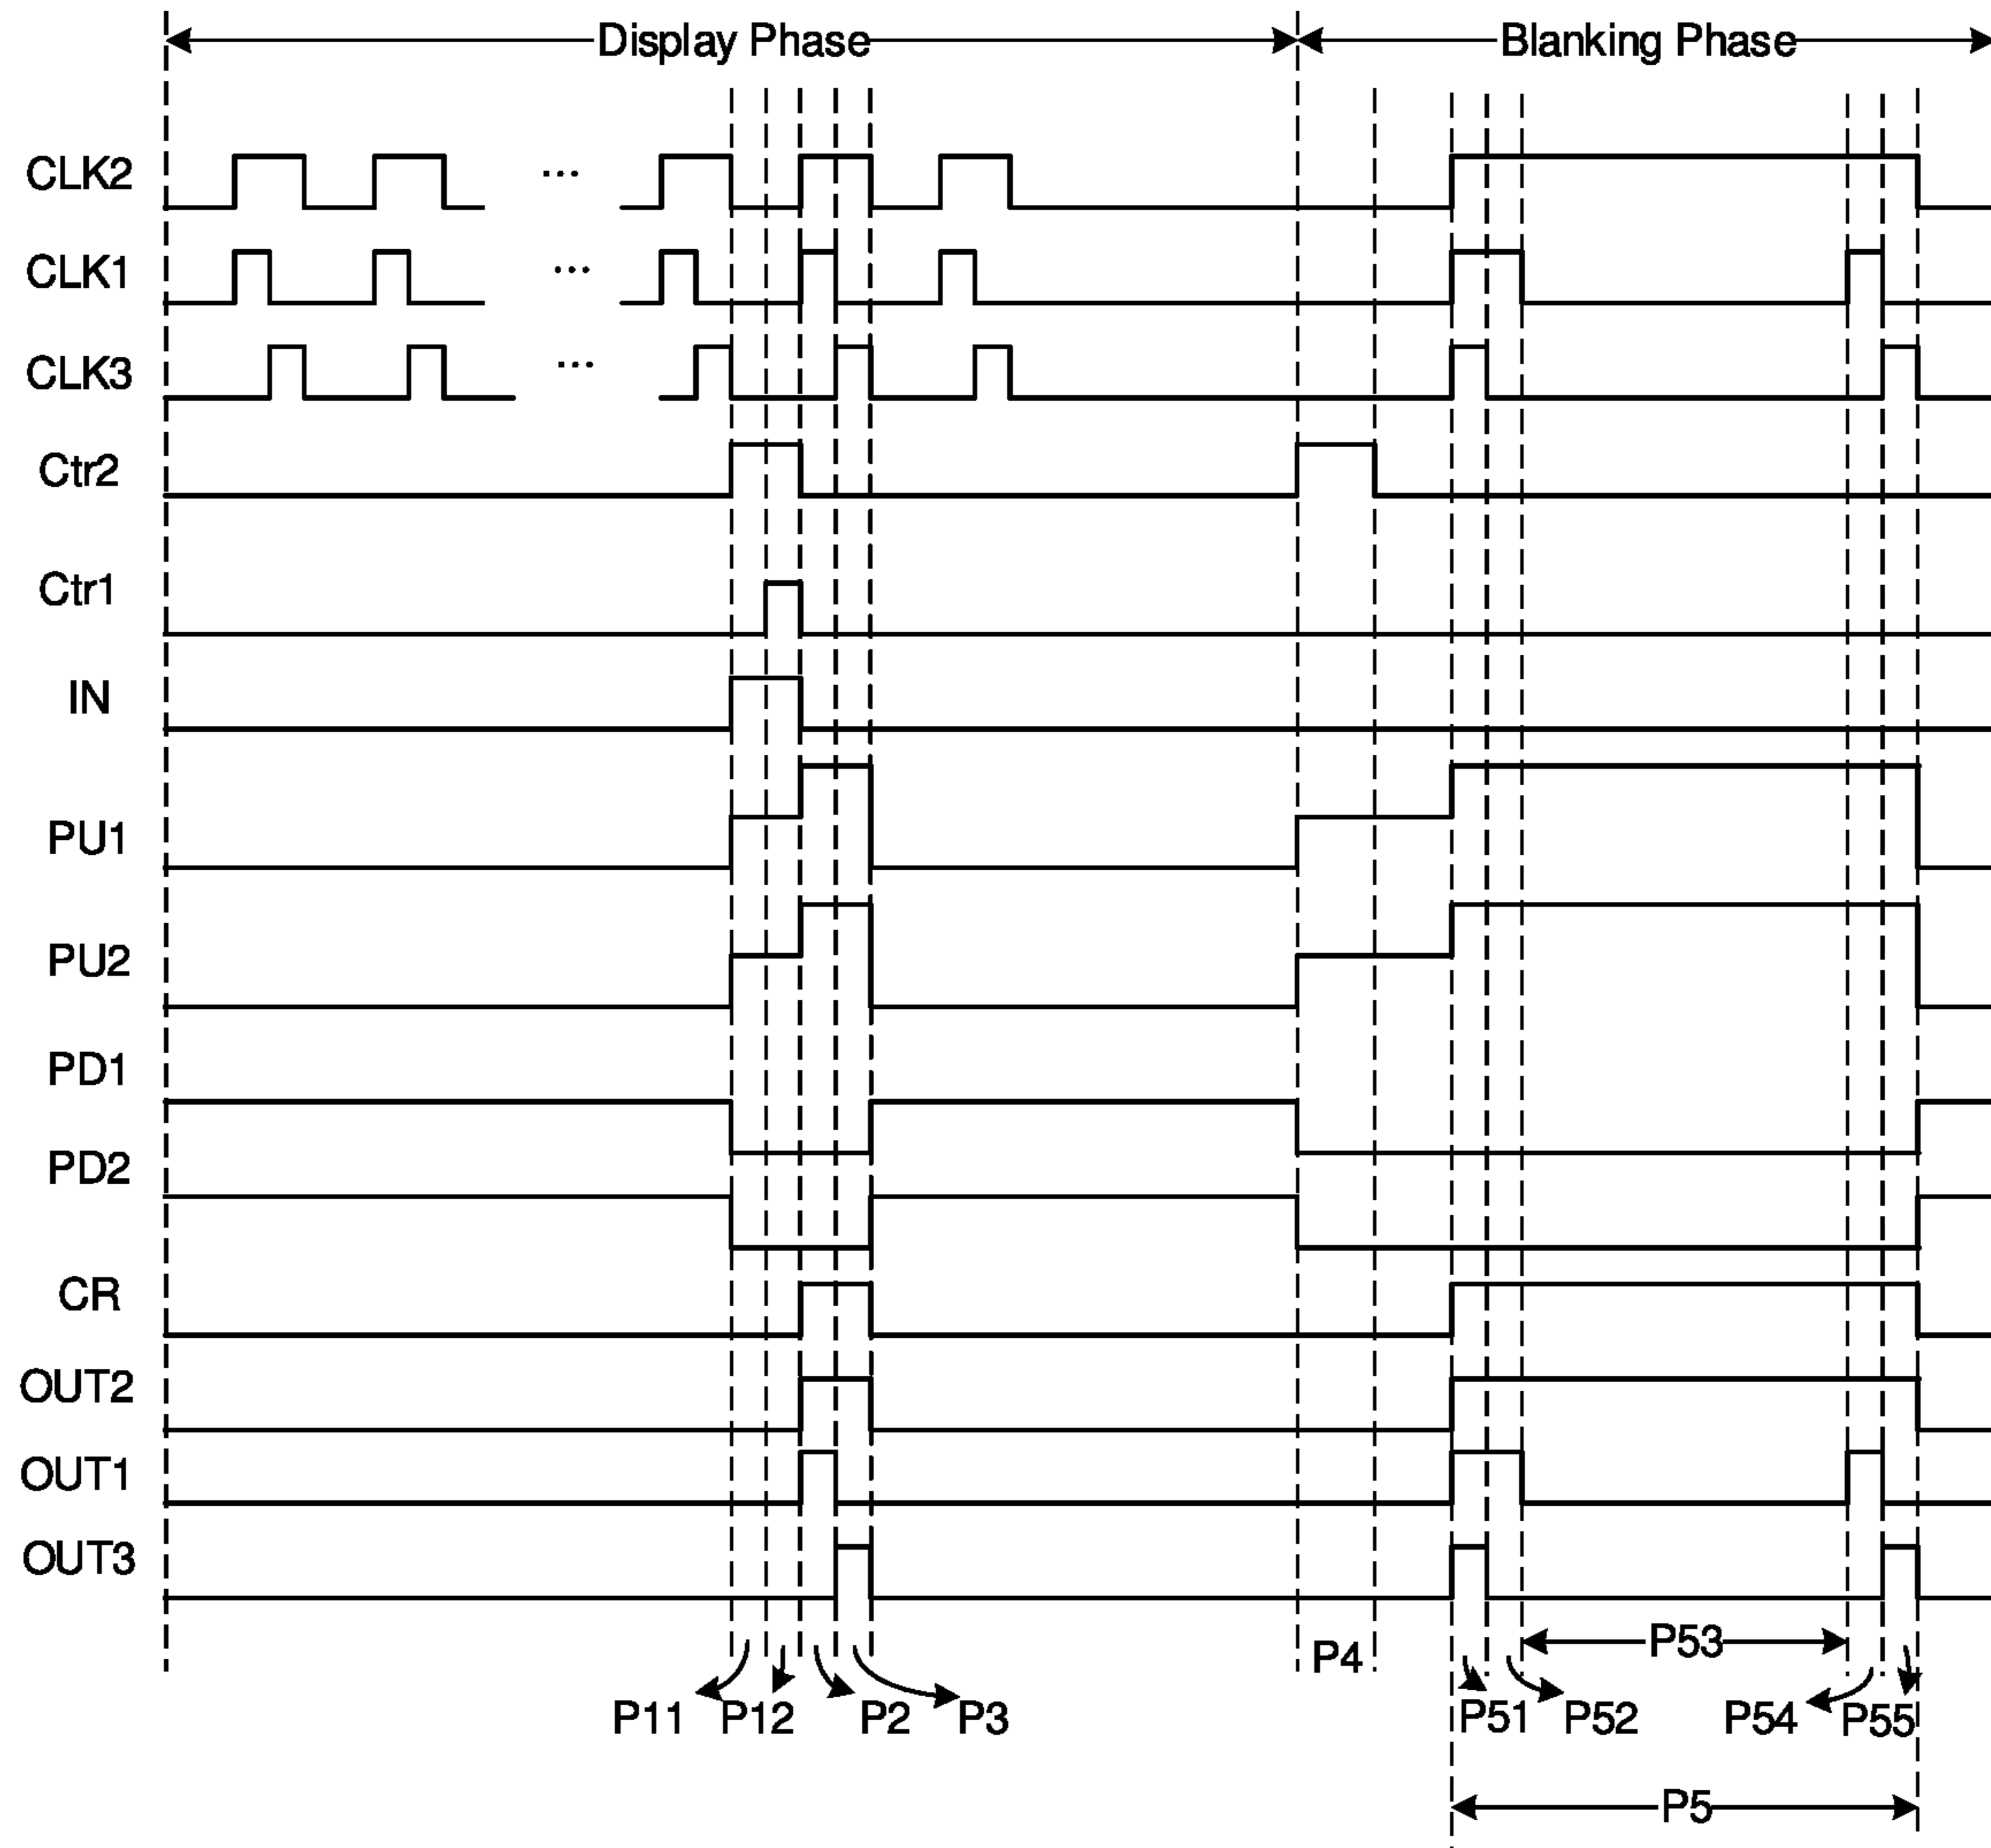 Display Phase Blanking Phase
CLK2 ...
CLK1 ...
CLK3 ...
Ctr2
Ctr1
IN
PU1
PU2
PD1
PD2
CR
OUT2
OUT1
OUT3
P53
P4
P11 P12 P2 P3 P51 P52 P54 P55
P5